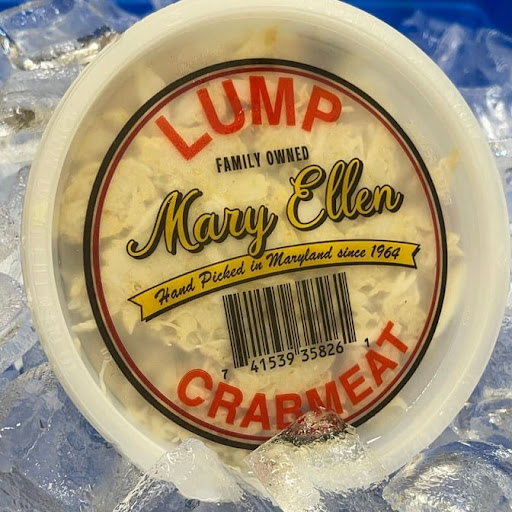 LUMP
FAMILY OWNED
Mary Ellen
Hand Picked in Maryland since 1964
7 41539 35826 1
CRABMEAT